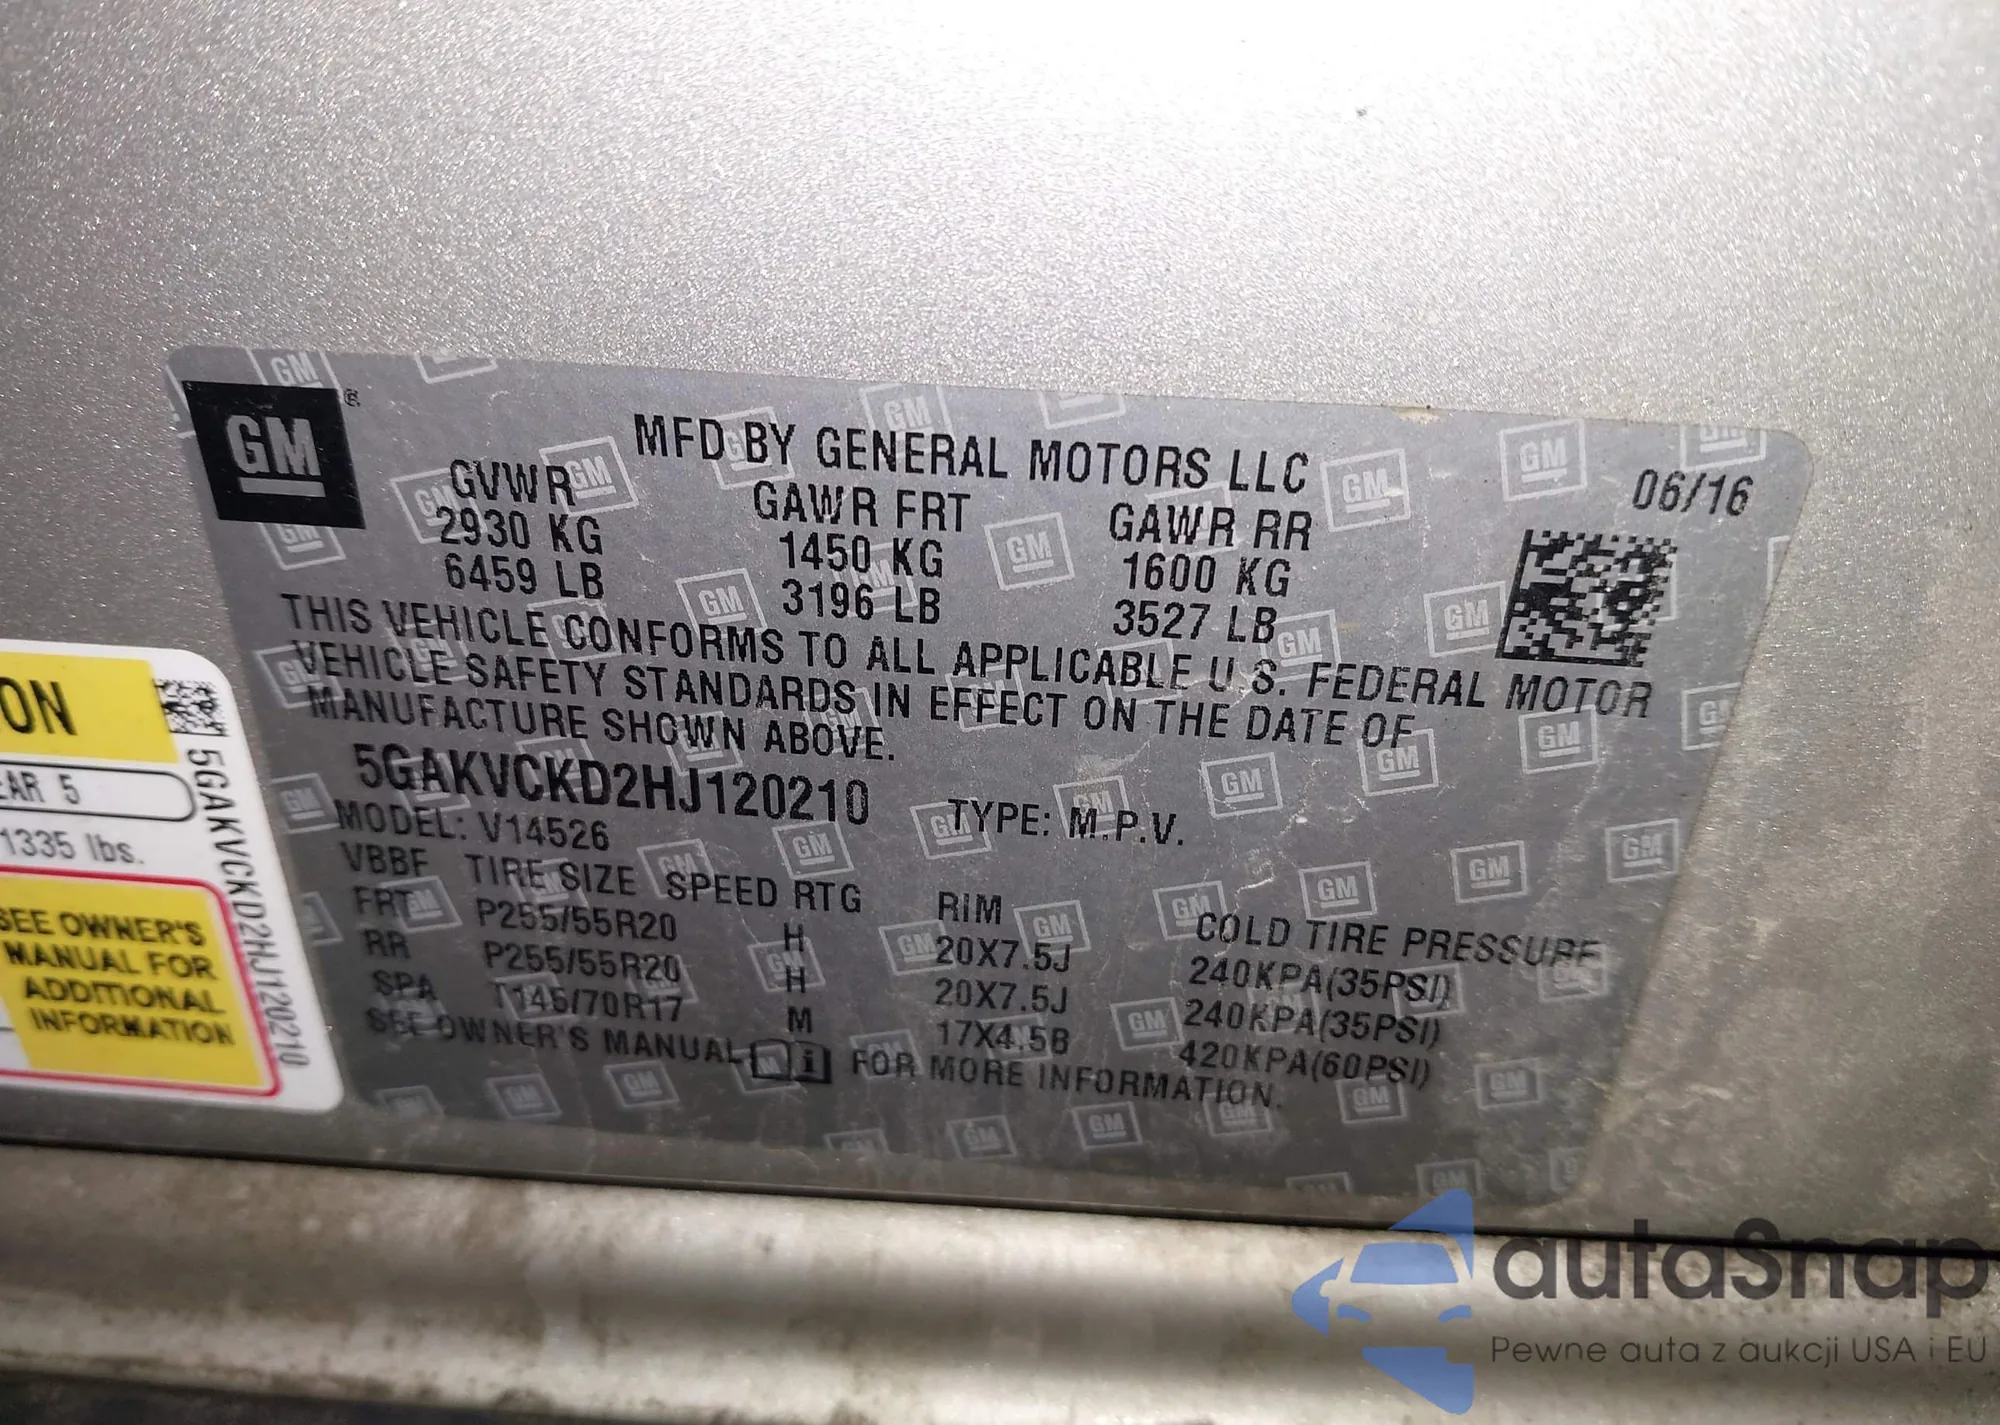 GM
MFD BY GENERAL MOTORS LLC
06/16
GVWR GAWR FRT GAWR RR
2930 KG 1450 KG 1600 KG
6459 LB 3196 LB 3527 LB
THIS VEHICLE CONFORMS TO ALL APPLICABLE U.S. FEDERAL MOTOR
VEHICLE SAFETY STANDARDS IN EFFECT ON THE DATE OF
MANUFACTURE SHOWN ABOVE.
5GAKVCKD2HJ120210 TYPE: M.P.V.
MODEL: V14526
VBBF TIRE SIZE SPEED RTG RIM COLD TIRE PRESSURE
FRT P255/55R20 H 20X7.5J 240KPA(35PSI)
RR P255/55R20 H 20X7.5J 240KPA(35PSI)
SPA T145/70R17 M 17X4.5B 420KPA(60PSI)
SEE OWNER'S MANUAL i FOR MORE INFORMATION.
EAR 5
1335 lbs.
SEE OWNER'S
MANUAL FOR
ADDITIONAL
INFORMATION
5GAKVCKD2HJ120210
autaSnap
Pewne auta z aukcji USA i EU